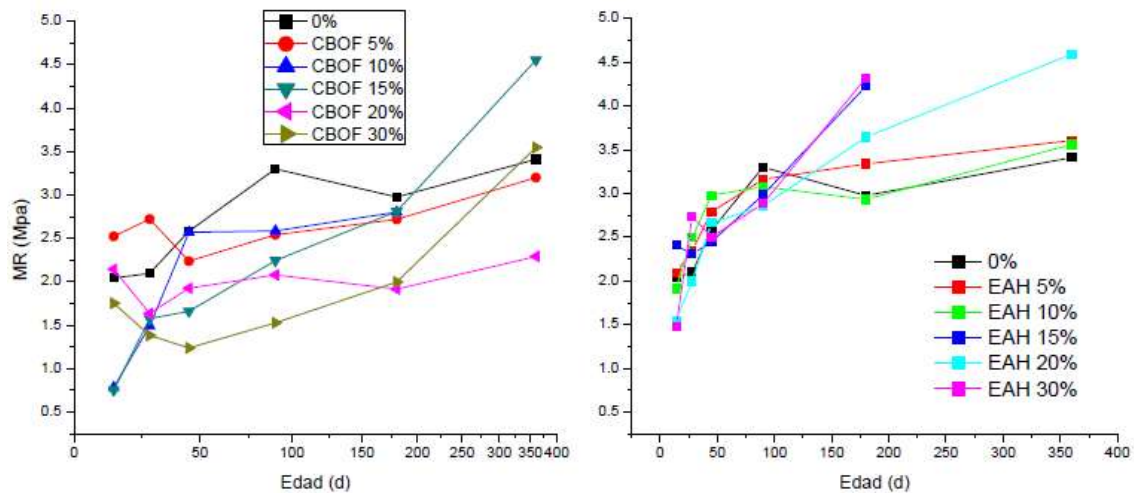 5.0
4.5
4.0
3.5
3.0
2.5
2.0
1.5
1.0
0.5
MR (Mpa)
0%
CBOF 5%
CBOF 10%
CBOF 15%
CBOF 20%
CBOF 30%
0 50 100 150 200 250 300 350 400
Edad (d)
5.0
4.5
4.0
3.5
3.0
2.5
2.0
1.5
1.0
0.5
0%
EAH 5%
EAH 10%
EAH 15%
EAH 20%
EAH 30%
0 50 100 150 200 250 300 350 400
Edad (d)